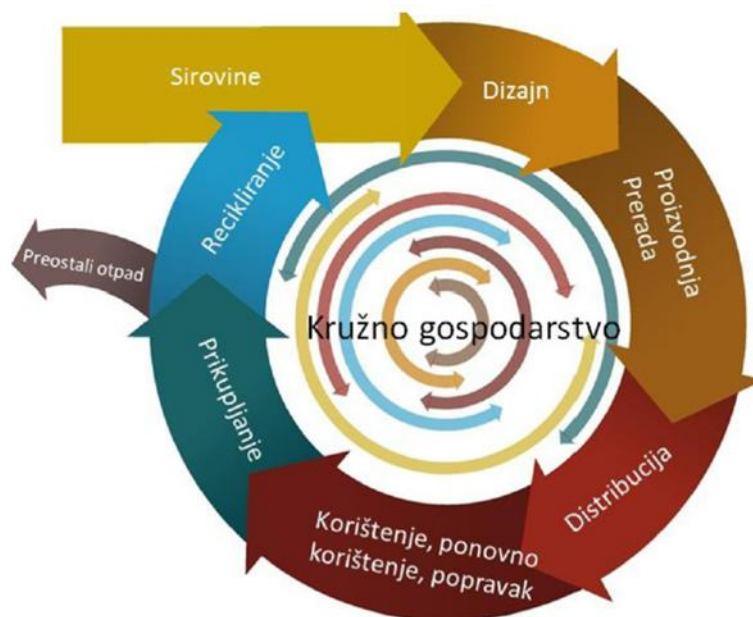 Sirovine
Dizajn
Proizvodnja
Prerada
Distribucija
Korištenje, ponovno
korištenje, popravak
Prikupljanje
Recikliranje
Preostali otpad
Kružno gospodarstvo